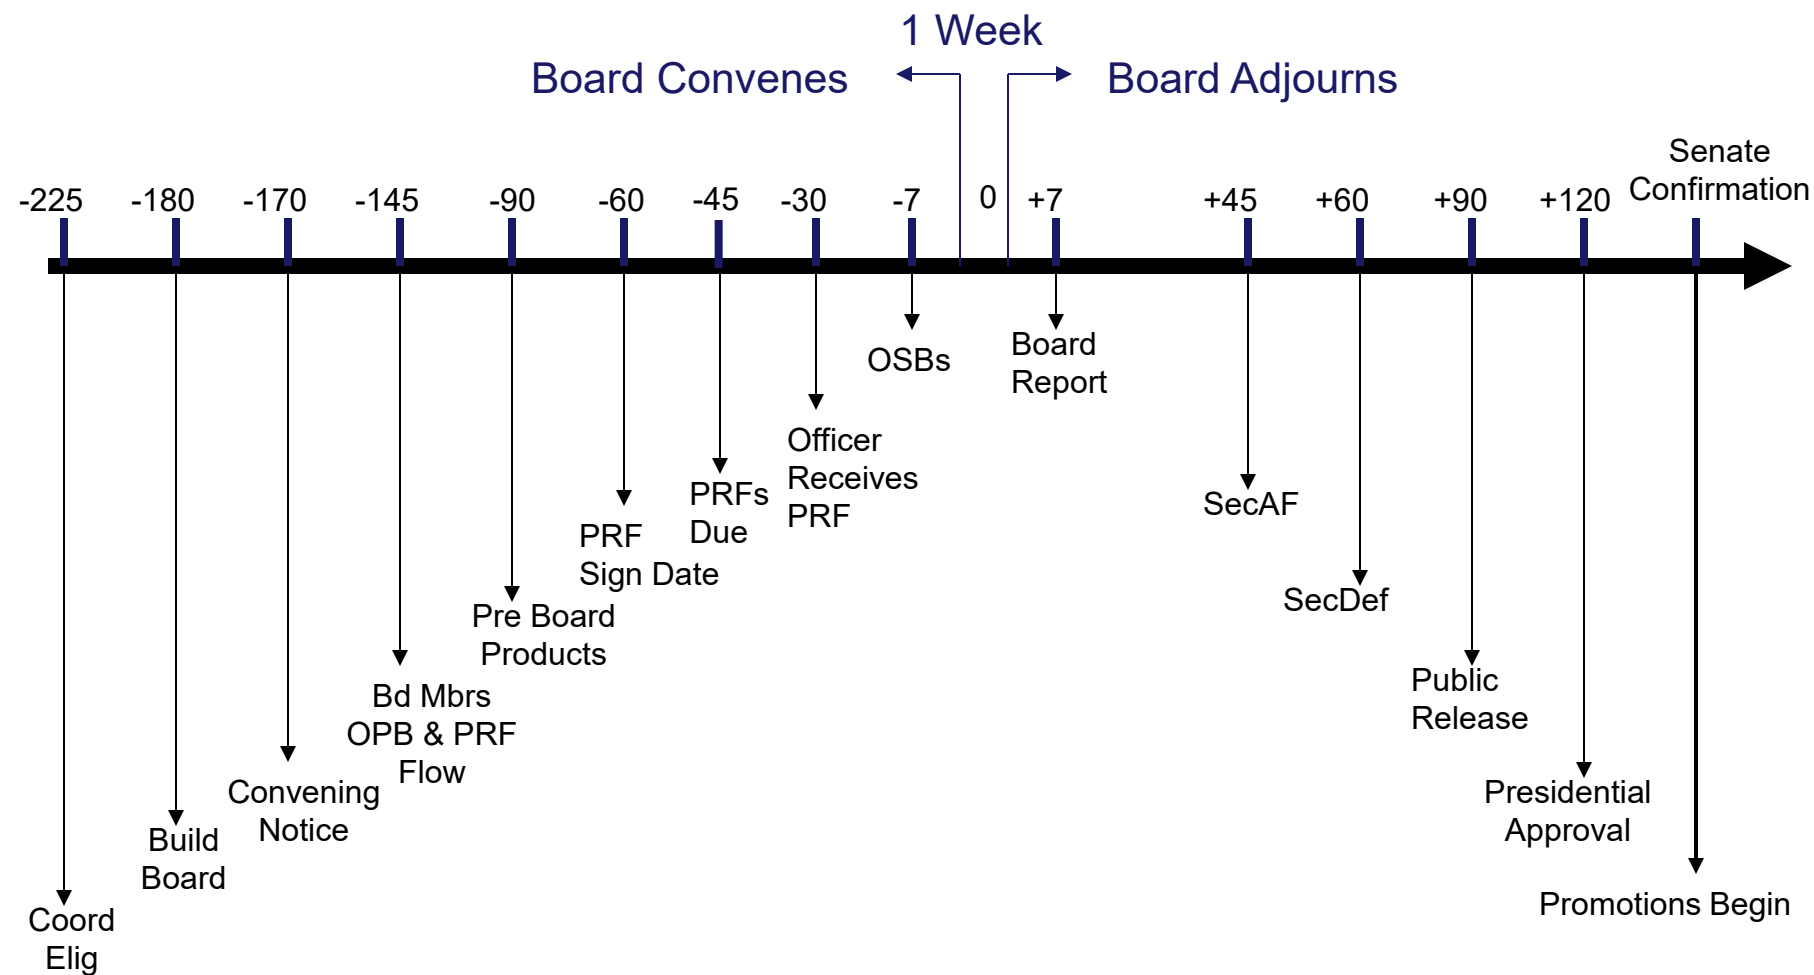 1 Week
Board Convenes
Board Adjourns
Senate
Confirmation
-225
-180
-170
-145
-90
-60
-45
-30
-7
0
+7
+45
+60
+90
+120
OSBs
Board
Report
Officer
Receives
PRF
PRFs
Due
PRF
Sign Date
SecAF
SecDef
Pre Board
Products
Bd Mbrs
OPB & PRF
Flow
Public
Release
Convening
Notice
Presidential
Approval
Build
Board
Promotions Begin
Coord
Elig